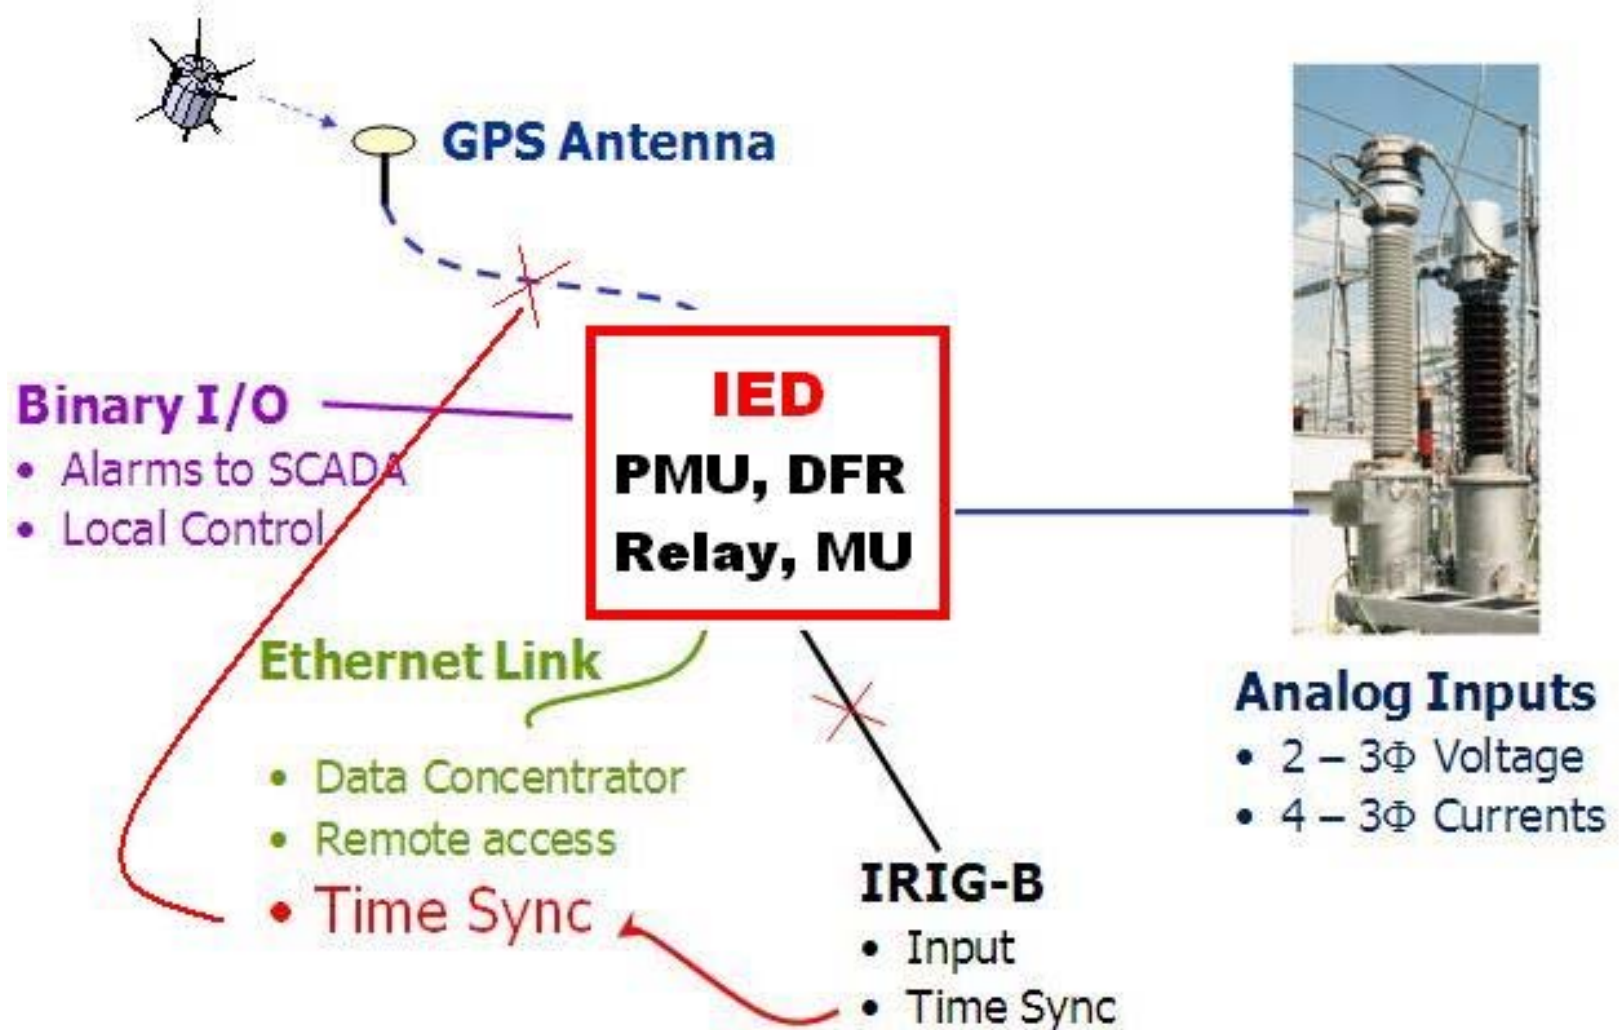 GPS Antenna
Binary I/O
• Alarms to SCADA
• Local Control
IED
PMU, DFR
Relay, MU
Ethernet Link
• Data Concentrator
• Remote access
• Time Sync
IRIG-B
• Input
• Time Sync
Analog Inputs
• 2 – 3Φ Voltage
• 4 – 3Φ Currents